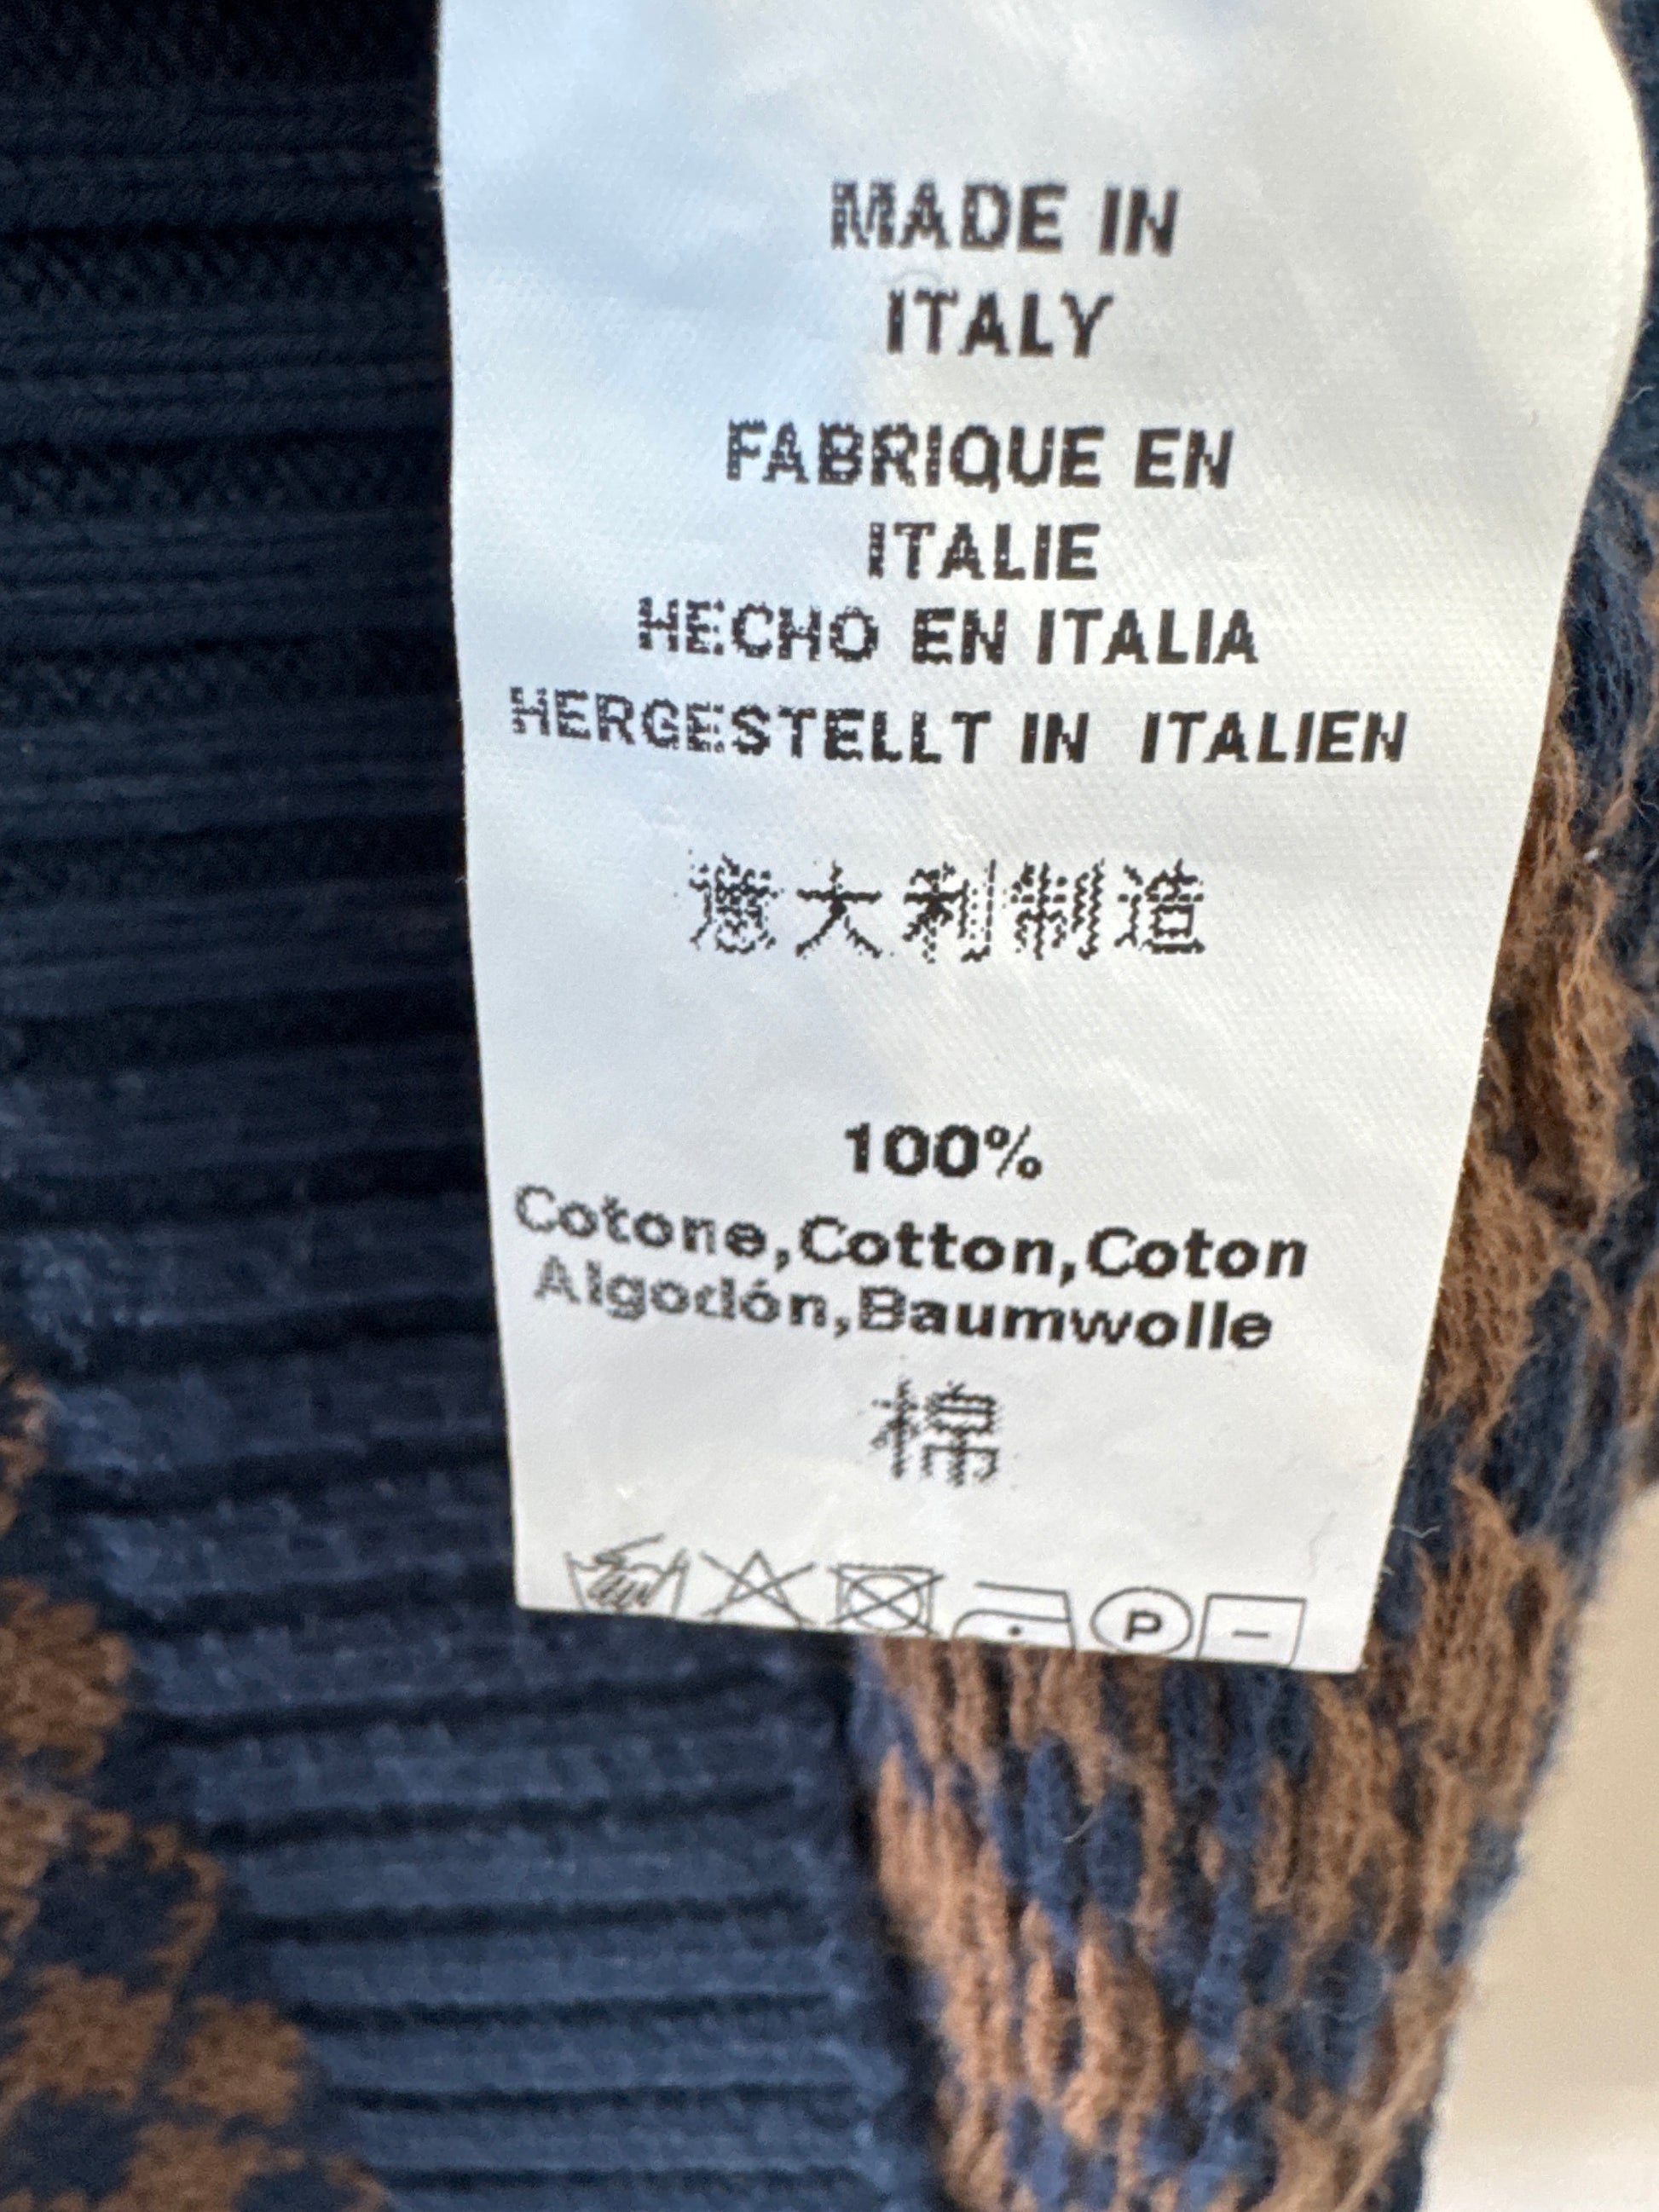 MADE IN
ITALY
FABRIQUE EN
ITALIE
HECHO EN ITALIA
HERGESTELLT IN ITALIEN
意大利制造
100%
Cotone,Cotton,Coton
Algodón,Baumwolle
棉
P